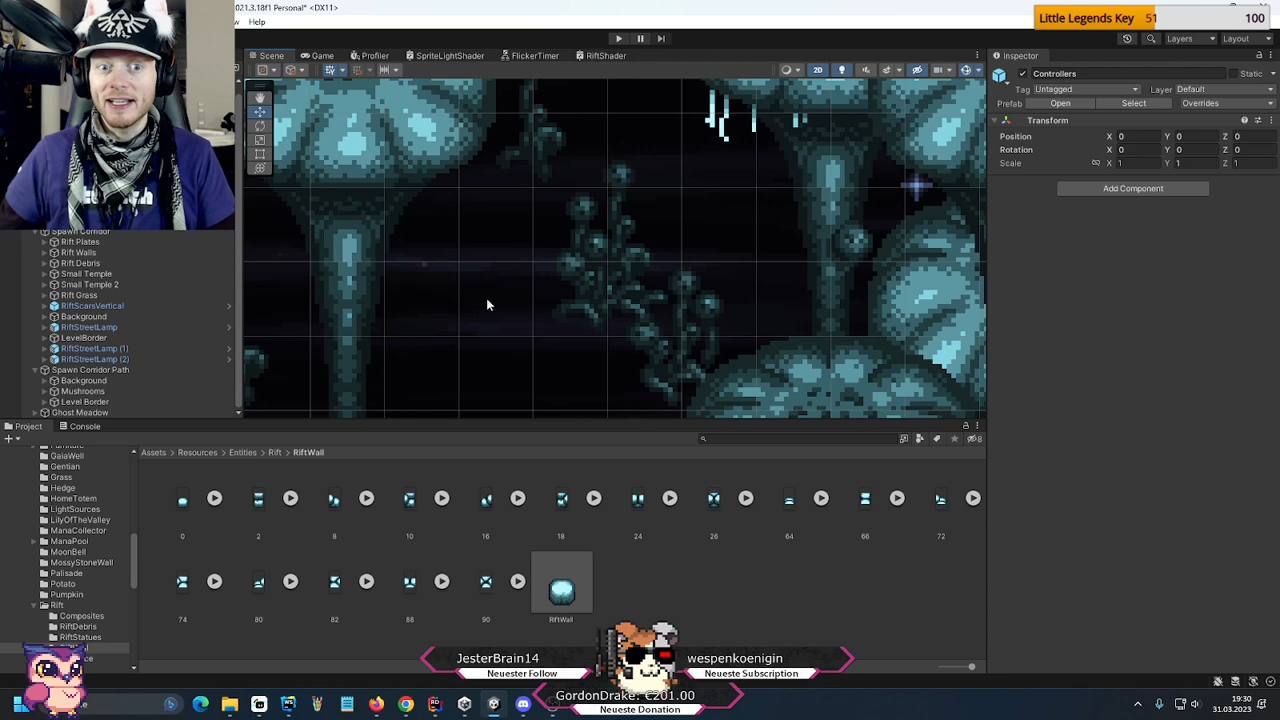 021.3.18f1 Personal* <DX11>
Little Legends Key 51 100
Help
Layers Layout
Scene Game Profiler SpriteLightShader FlickerTimer RiftShader
2D
Inspector
Controllers Static
Tag Untagged Layer Default
Prefab Open Select Overrides
Transform
Position X 0 Y 0 Z 0
Rotation X 0 Y 0 Z 0
Scale X 1 Y 1 Z 1
Add Component
Spawn Corridor
Rift Plates
Rift Walls
Rift Debris
Small Temple
Small Temple 2
Rift Grass
RiftScarsVertical
Background
RiftStreetLamp
LevelBorder
RiftStreetLamp (1)
RiftStreetLamp (2)
Spawn Corridor Path
Background
Mushrooms
Level Border
Ghost Meadow
Project Console
8
Assets Resources Entities Rift RiftWall
GaiaWell
Gentian
Grass
Hedge
HomeTotem
LightSources
LilyOfTheValley
ManaCollector
ManaPool
MoonBell
MossyStoneWall
Palisade
Potato
Pumpkin
Rift
Composites
RiftDebris
RiftStatues
0 2 8 10 16 18 24 26 64 66 72
74 80 82 88 90 RiftWall
JesterBrain14
Neuester Follow
wespenkoenigin
Neueste Subscription
GordonDrake: €201.00
Neueste Donation
19:30
31.03.2023